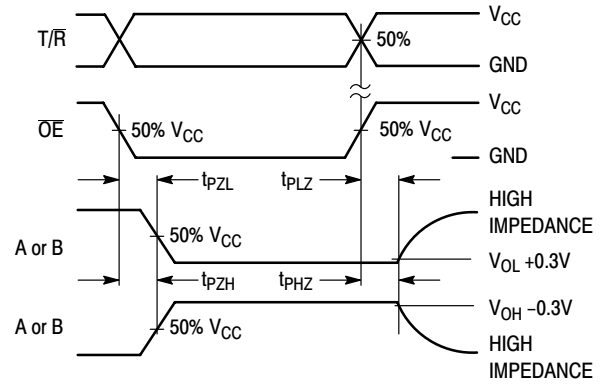 T/R̅
50%
V_CC
GND
O̅E̅
50% V_CC
50% V_CC
V_CC
GND
t_PZL
t_PLZ
HIGH
IMPEDANCE
A or B
50% V_CC
V_OL +0.3V
t_PZH
t_PHZ
V_OH –0.3V
A or B
50% V_CC
HIGH
IMPEDANCE